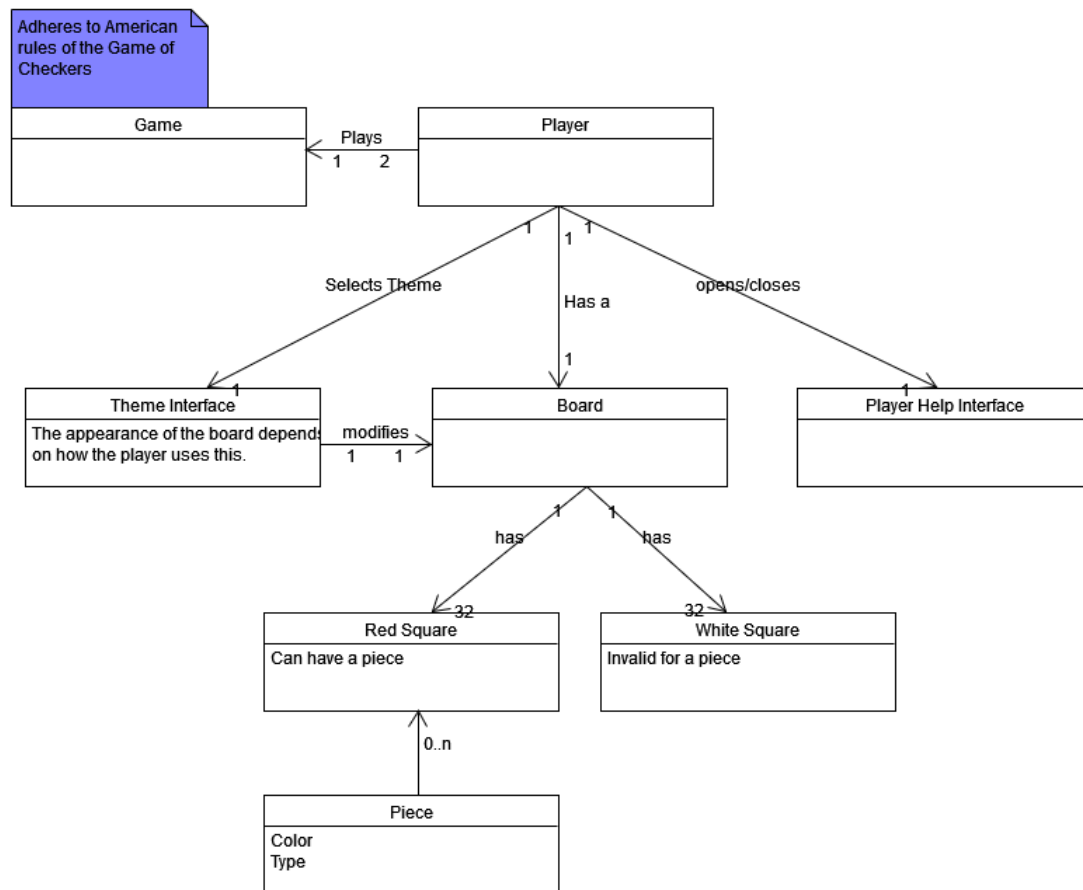 Adheres to American
rules of the Game of
Checkers
Game
Player
Plays
1 2
1
1
1
Selects Theme
Has a
opens/closes
1
1
1
Theme Interface
The appearance of the board depends
on how the player uses this.
modifies
1 1
Board
Player Help Interface
1
1
has
has
32
32
Red Square
Can have a piece
White Square
Invalid for a piece
0..n
Piece
Color
Type